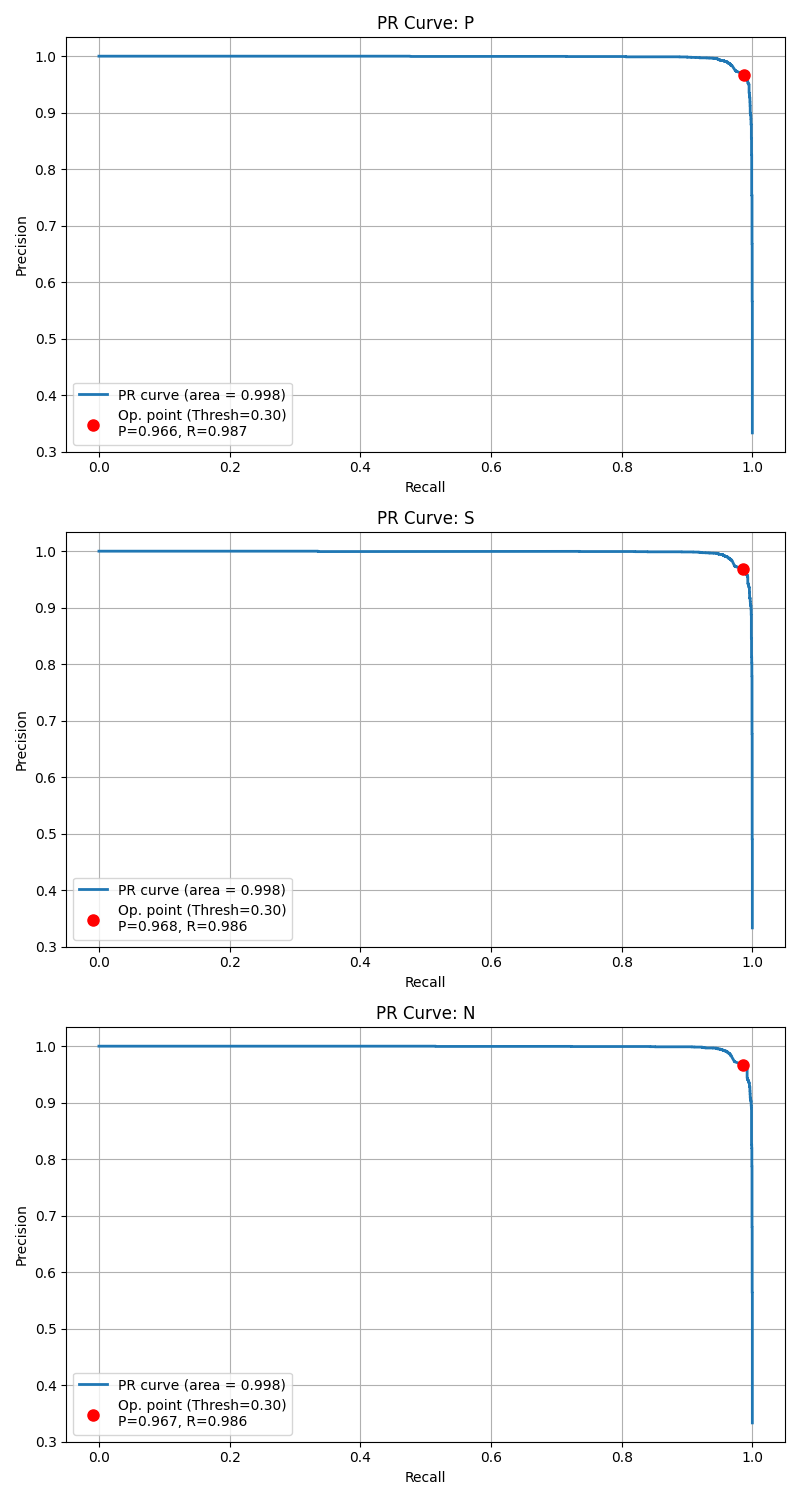 PR Curve: P
1.0
0.9
0.8
0.7
0.6
0.5
0.4
0.3
Precision
PR curve (area = 0.998)
Op. point (Thresh=0.30)
P=0.966, R=0.987
0.0 0.2 0.4 0.6 0.8 1.0
Recall
PR Curve: S
1.0
0.9
0.8
0.7
0.6
0.5
0.4
0.3
Precision
PR curve (area = 0.998)
Op. point (Thresh=0.30)
P=0.968, R=0.986
0.0 0.2 0.4 0.6 0.8 1.0
Recall
PR Curve: N
1.0
0.9
0.8
0.7
0.6
0.5
0.4
0.3
Precision
PR curve (area = 0.998)
Op. point (Thresh=0.30)
P=0.967, R=0.986
0.0 0.2 0.4 0.6 0.8 1.0
Recall